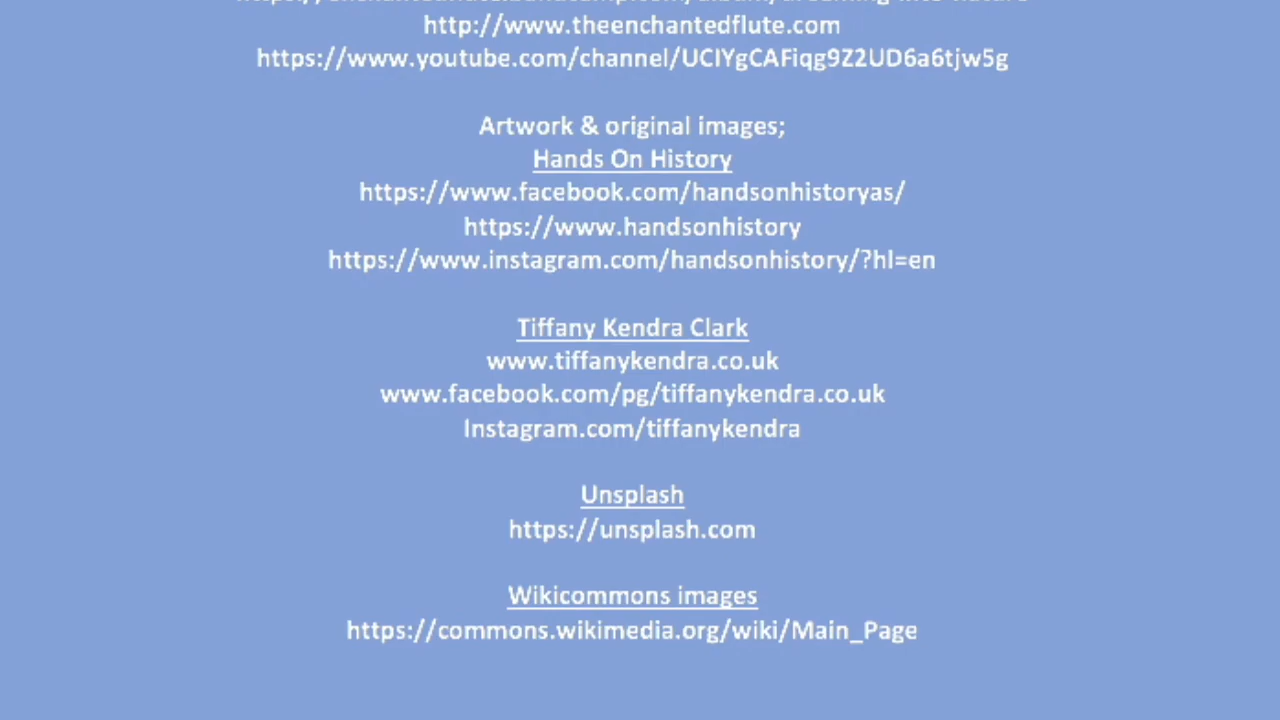 http://www.theenchantedflute.com
https://www.youtube.com/channel/UCIYgCAFiqg9Z2UD6a6tjw5g
Artwork & original images;
Hands On History
https://www.facebook.com/handsonhistoryas/
https://www.handsonhistory
https://www.instagram.com/handsonhistory/?hl=en
Tiffany Kendra Clark
www.tiffanykendra.co.uk
www.facebook.com/pg/tiffanykendra.co.uk
Instagram.com/tiffanykendra
Unsplash
https://unsplash.com
Wikicommons images
https://commons.wikimedia.org/wiki/Main_Page